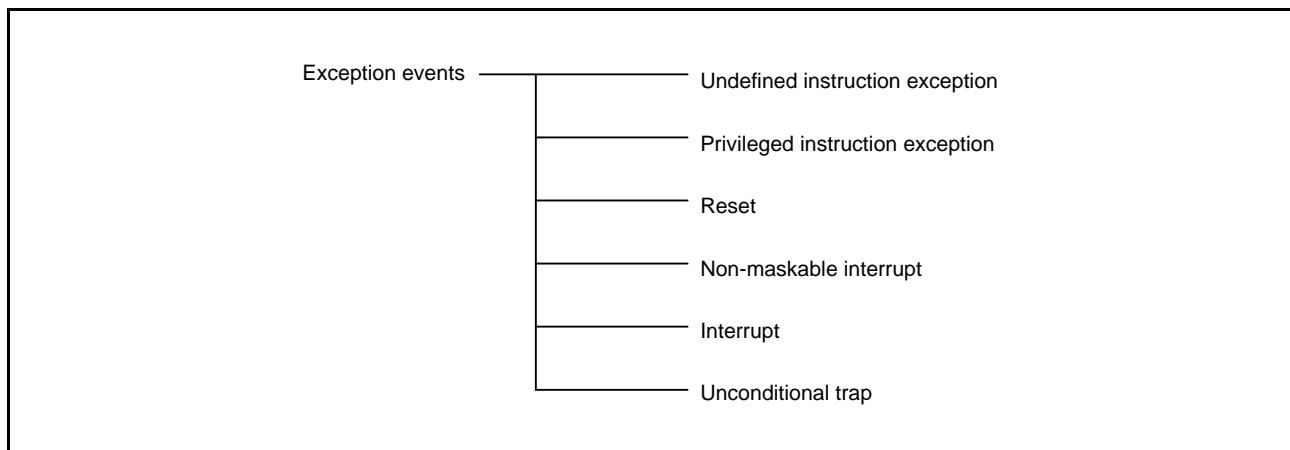 Exception events
Undefined instruction exception
Privileged instruction exception
Reset
Non-maskable interrupt
Interrupt
Unconditional trap